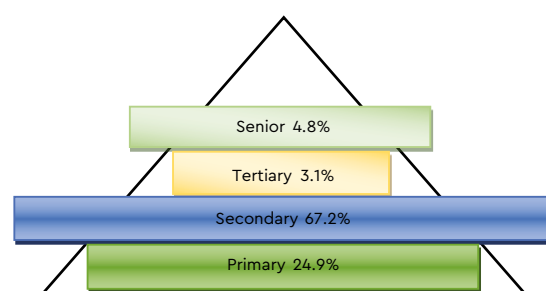 Senior 4.8%
Tertiary 3.1%
Secondary 67.2%
Primary 24.9%